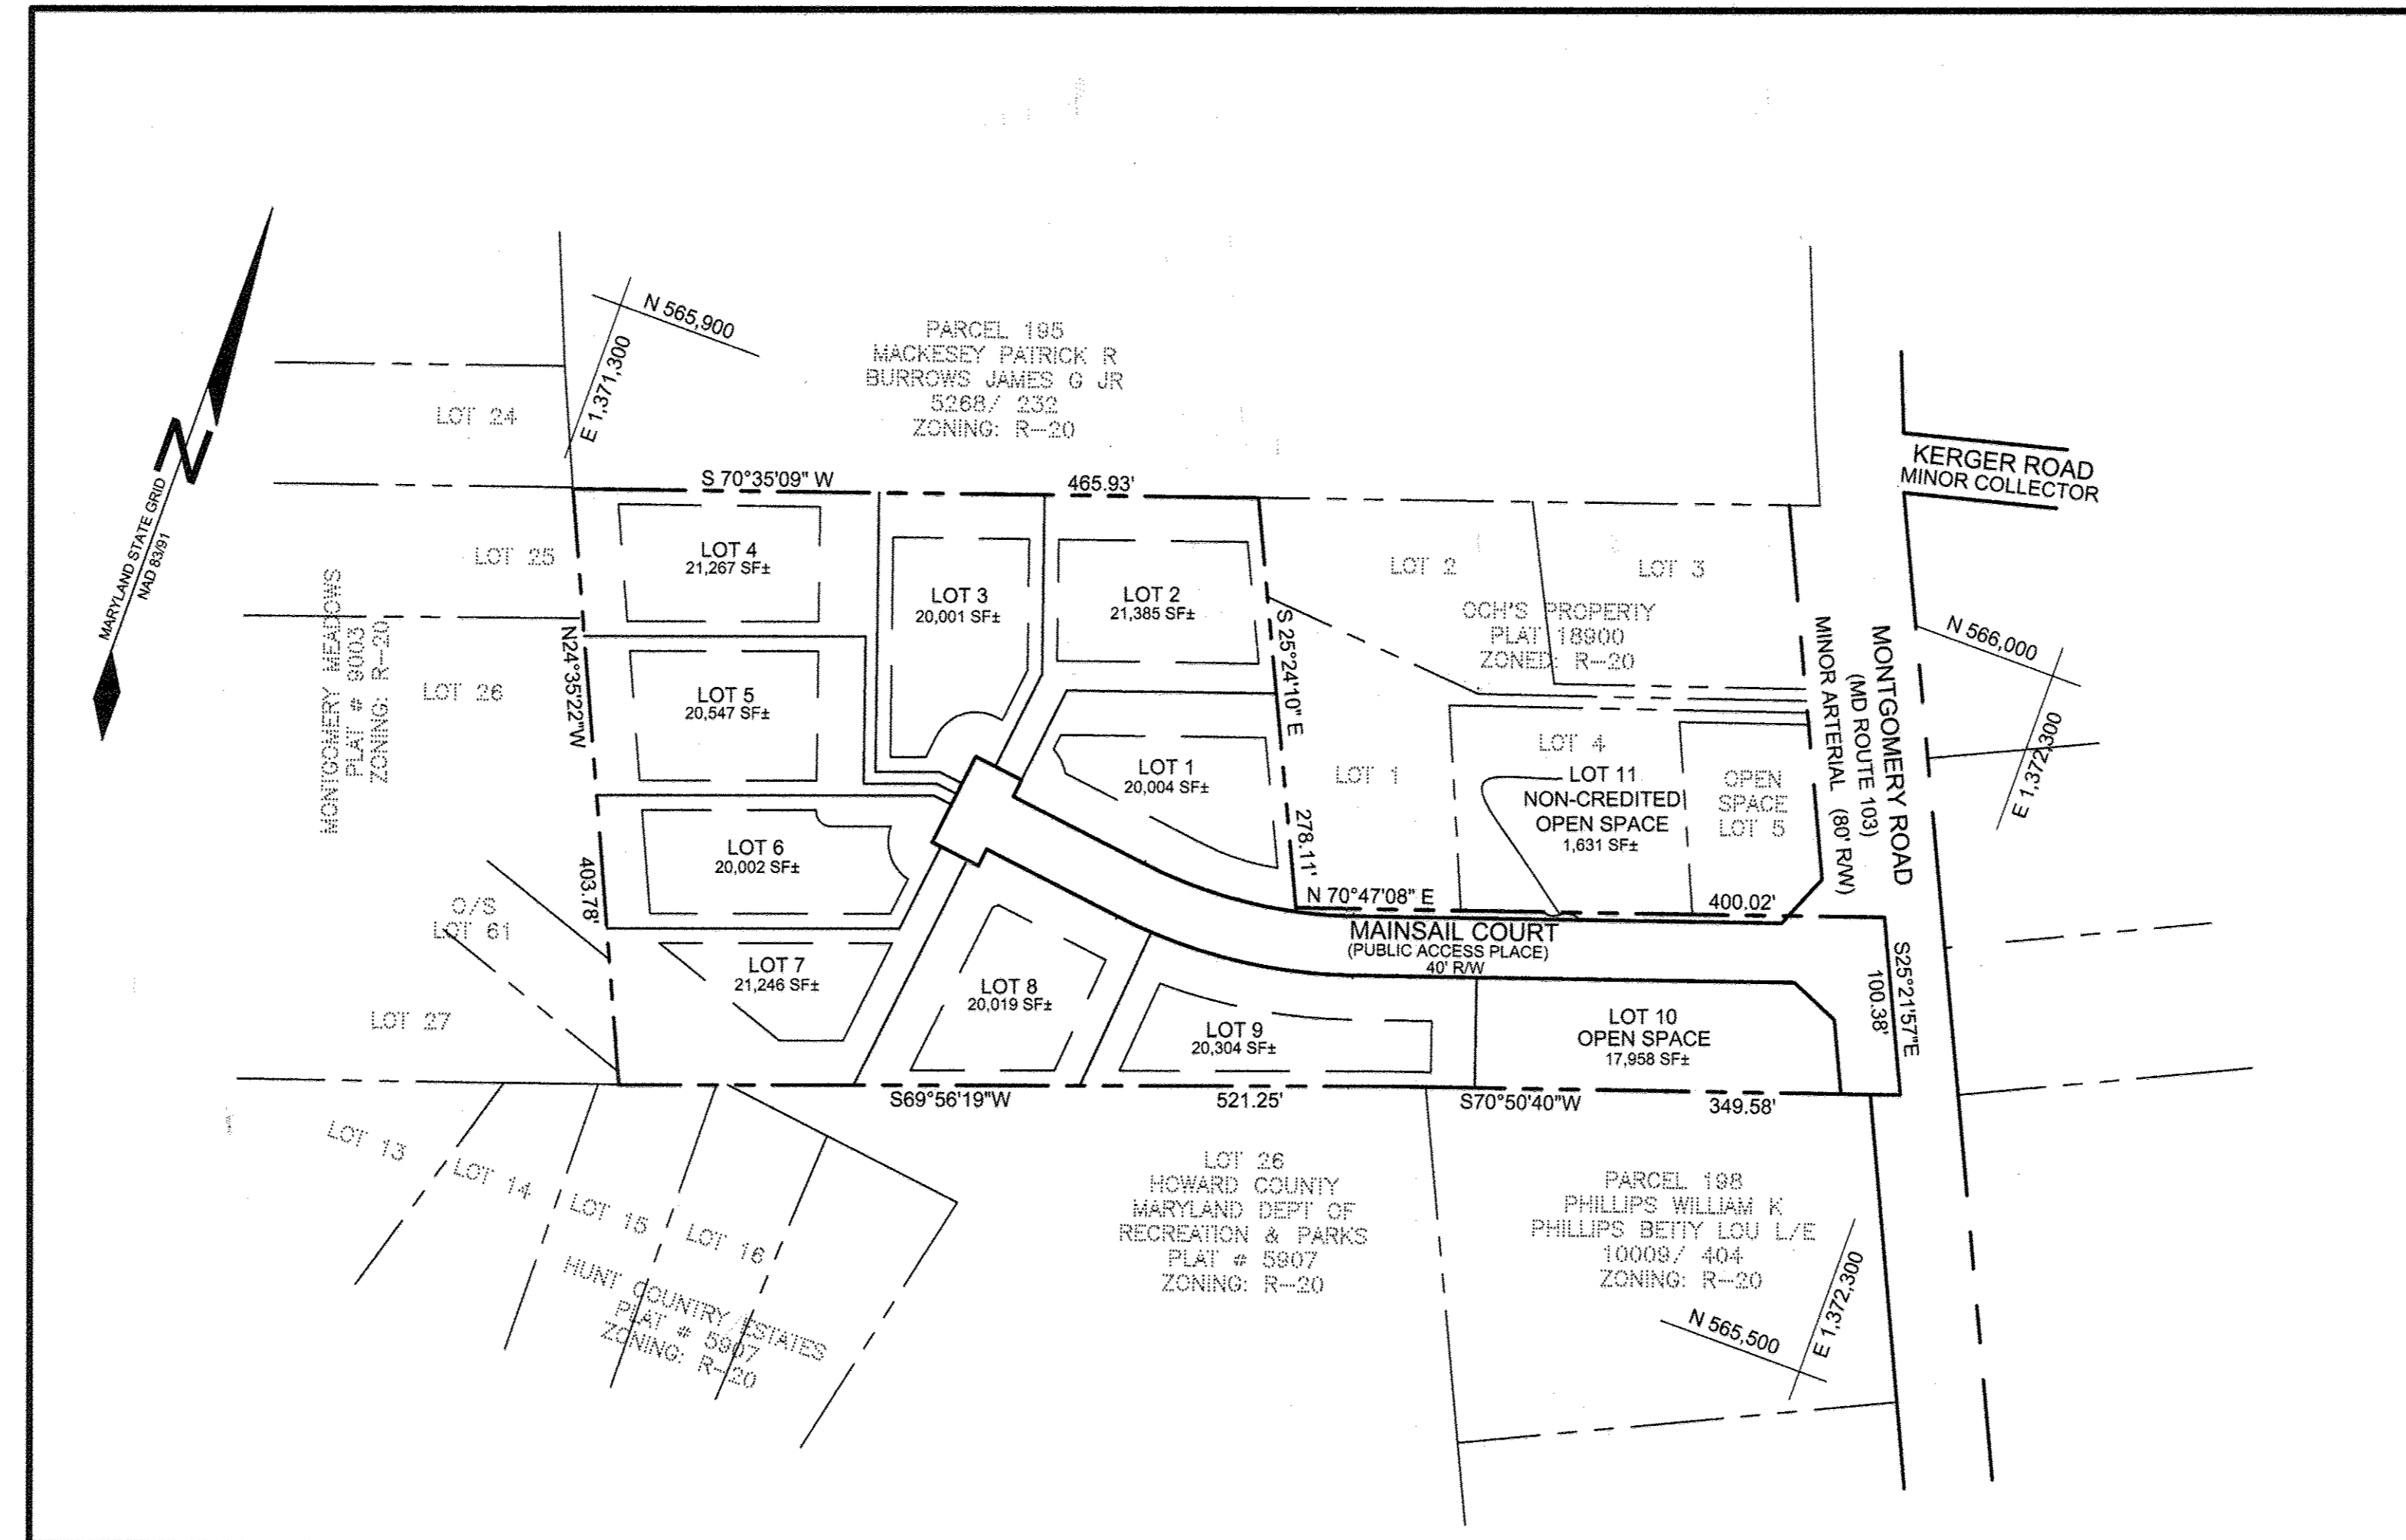 N 565,900
E 1,371,300
PARCEL 195
MACKESEY PATRICK R
BURROWS JAMES G JR
5268/ 232
ZONING: R-20
LOT 24
MARYLAND STATE GRID
NAD 83/91
N
KERGER ROAD
MINOR COLLECTOR
S 70°35'09" W
465.93'
LOT 25
LOT 4
21,267 SF±
LOT 3
20,001 SF±
LOT 2
21,385 SF±
LOT 2
LOT 3
OCH'S PROPERTY
PLAT 18900
ZONED: R-20
MONTGOMERY MEADOWS
PLAT # 9003
ZONING: R-20
LOT 26
N24°35'22"W
403.78'
LOT 5
20,547 SF±
S 25°24'10" E
278.11'
MONTGOMERY ROAD
(MD ROUTE 103)
MINOR ARTERIAL (80' R/W)
N 566,000
E 1,372,300
LOT 1
20,004 SF±
LOT 1
LOT 4
LOT 11
NON-CREDITED
OPEN SPACE
1,631 SF±
OPEN
SPACE
LOT 5
LOT 6
20,002 SF±
N 70°47'08" E
400.02'
O/S
LOT 61
MAINSAIL COURT
(PUBLIC ACCESS PLACE)
40' R/W
S25°21'57"E
100.38'
LOT 7
21,246 SF±
LOT 8
20,019 SF±
LOT 9
20,304 SF±
LOT 10
OPEN SPACE
17,958 SF±
LOT 27
S69°56'19"W
521.25'
S70°50'40"W
349.58'
LOT 13
LOT 14
LOT 15
LOT 16
HUNT COUNTRY ESTATES
PLAT # 5907
ZONING: R-20
LOT 26
HOWARD COUNTY
MARYLAND DEPT OF
RECREATION & PARKS
PLAT # 5907
ZONING: R-20
PARCEL 198
PHILLIPS WILLIAM K
PHILLIPS BETTY LOU L/E
10009/ 404
ZONING: R-20
N 565,500
E 1,372,300